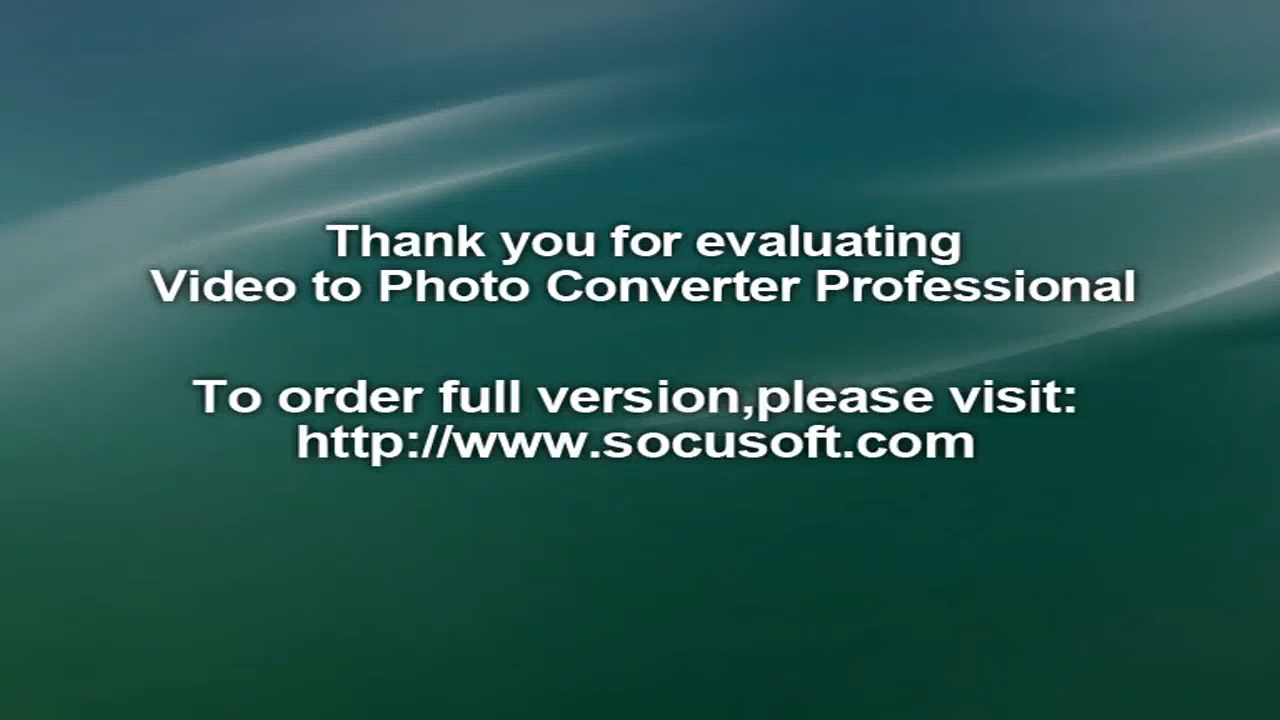 Thank you for evaluating
Video to Photo Converter Professional
To order full version,please visit:
http://www.socusoft.com